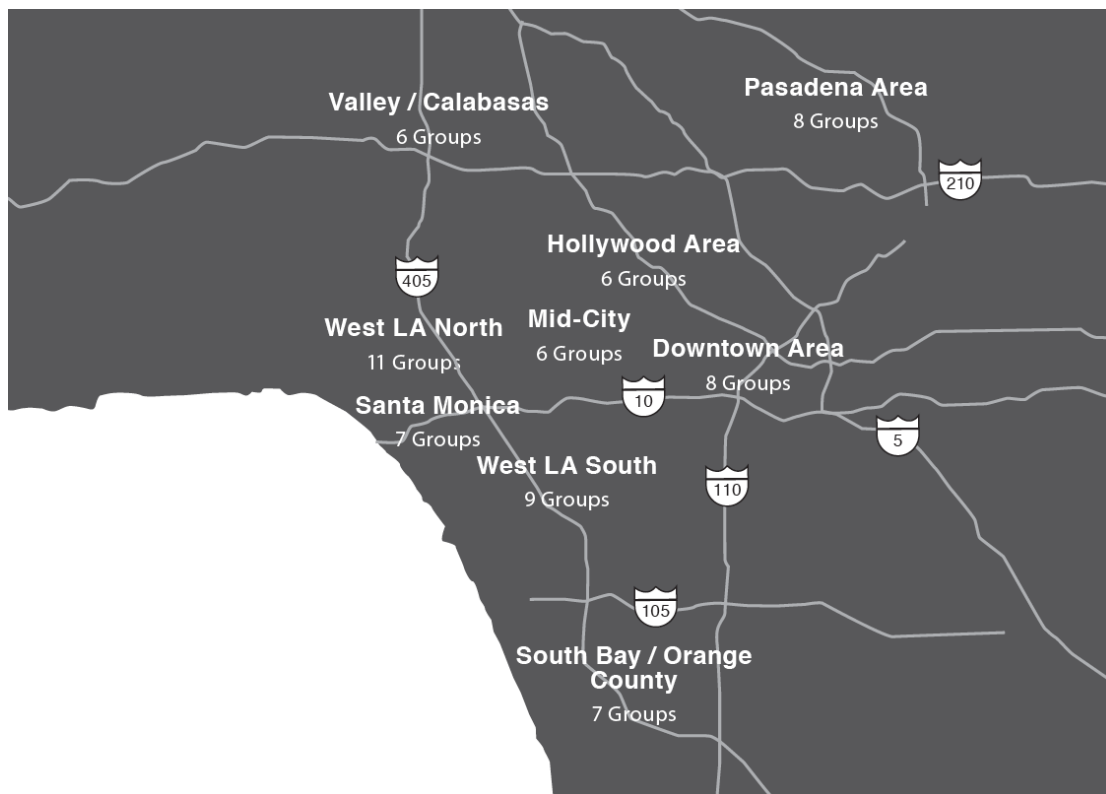 Pasadena Area
8 Groups
Valley / Calabasas
6 Groups
210
Hollywood Area
6 Groups
405
West LA North
11 Groups
Mid-City
6 Groups
Downtown Area
8 Groups
10
Santa Monica
7 Groups
5
West LA South
9 Groups
110
105
South Bay / Orange
County
7 Groups